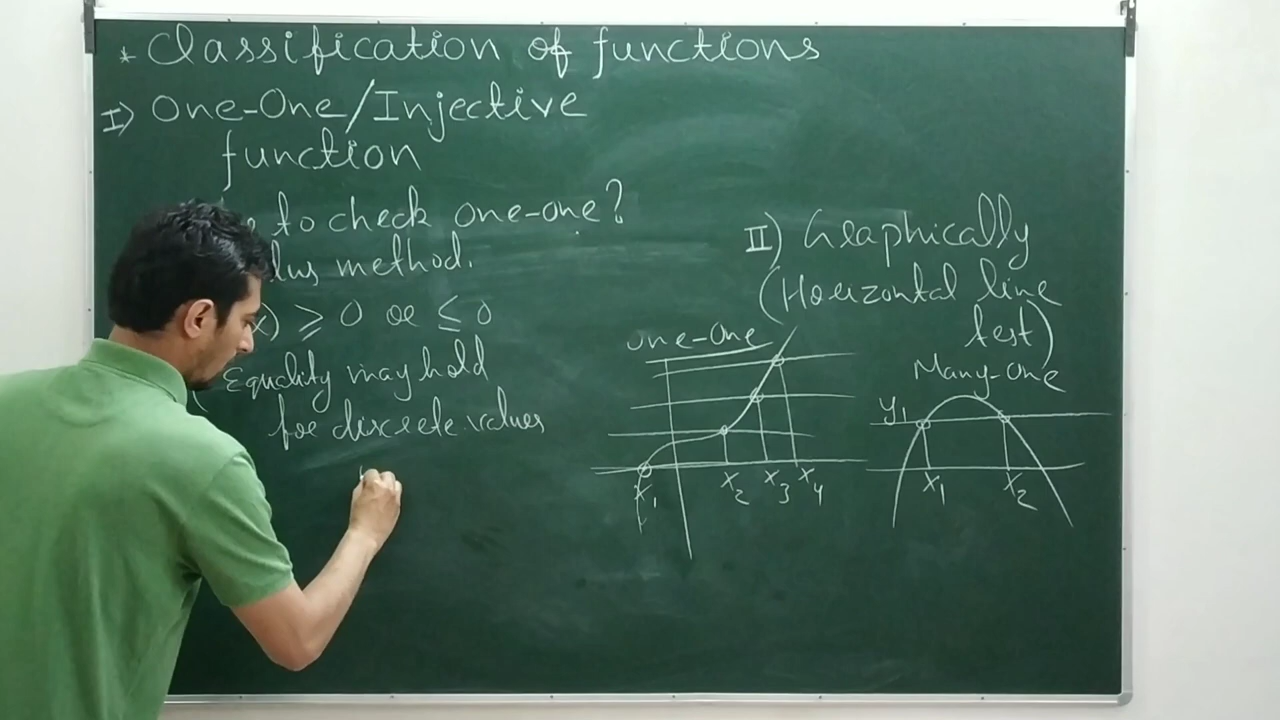 * Classification of functions
I) One-One/Injective
function
to check one-one?
method.
x) ⩾ 0 or ≤ 0
Equality may hold
for discrete values
II) Graphically
(Horizontal line
test)
one-one
x₁ x₂ x₃ x₄
Many-one
y₁
x₁ x₂